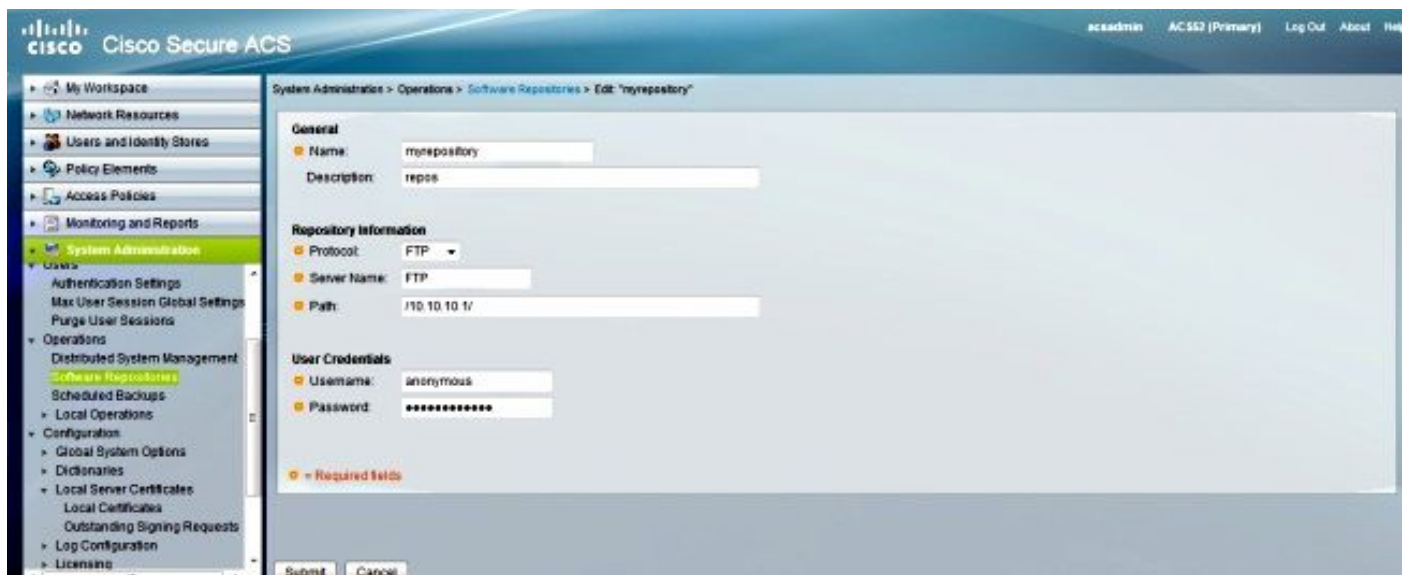 cisco Cisco Secure ACS
acsadmin ACS52 (Primary) Log Out About Help
My Workspace
Network Resources
Users and Identity Stores
Policy Elements
Access Policies
Monitoring and Reports
System Administration
Users
Authentication Settings
Max User Session Global Settings
Purge User Sessions
Operations
Distributed System Management
Software Repositories
Scheduled Backups
Local Operations
Configuration
Global System Options
Dictionaries
Local Server Certificates
Local Certificates
Outstanding Signing Requests
Log Configuration
Licensing
System Administration > Operations > Software Repositories > Edit: "myrepository"
General
Name: myrepository
Description: repos
Repository Information
Protocol: FTP
Server Name: FTP
Path: /10.10.10.1/
User Credentials
Username: anonymous
Password: ••••••••••••
= Required fields
Submit Cancel